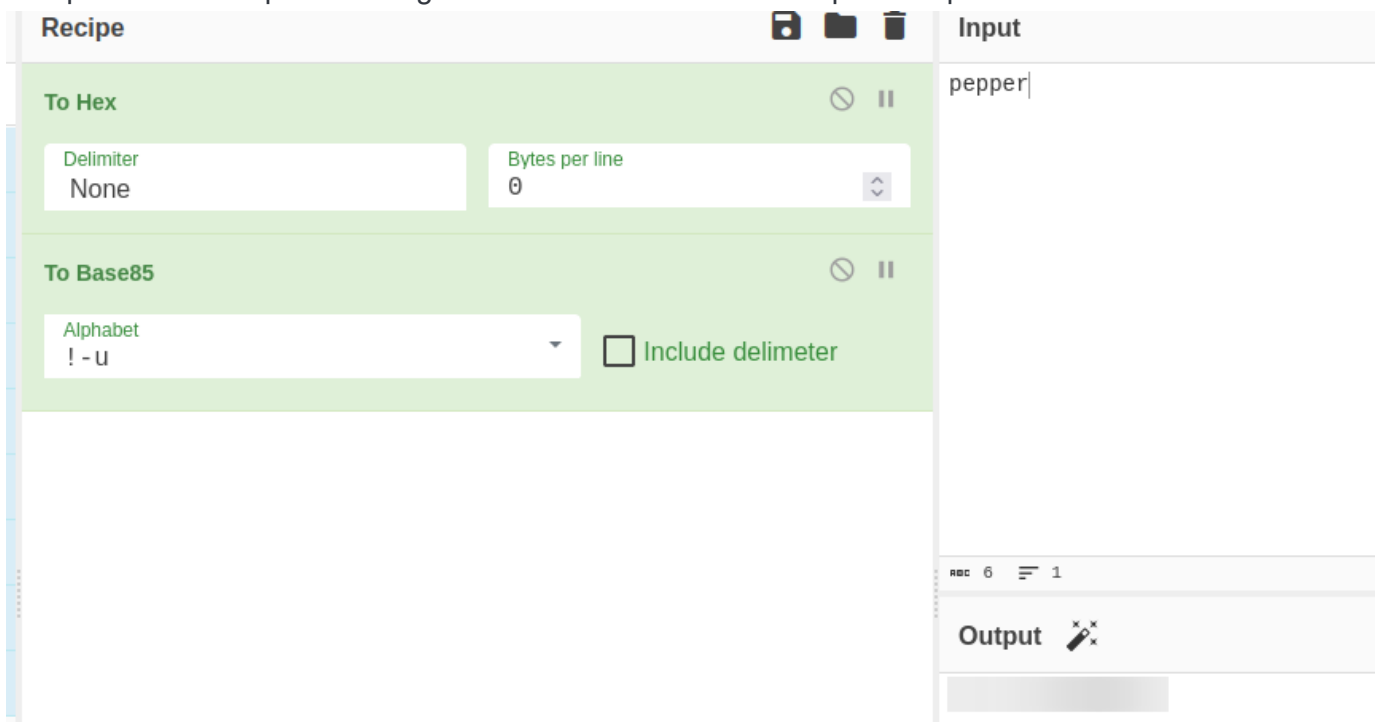 Recipe
To Hex
Delimiter
None
Bytes per line
0
To Base85
Alphabet
!-u
Include delimeter
Input
pepper
ABC 6 1
Output